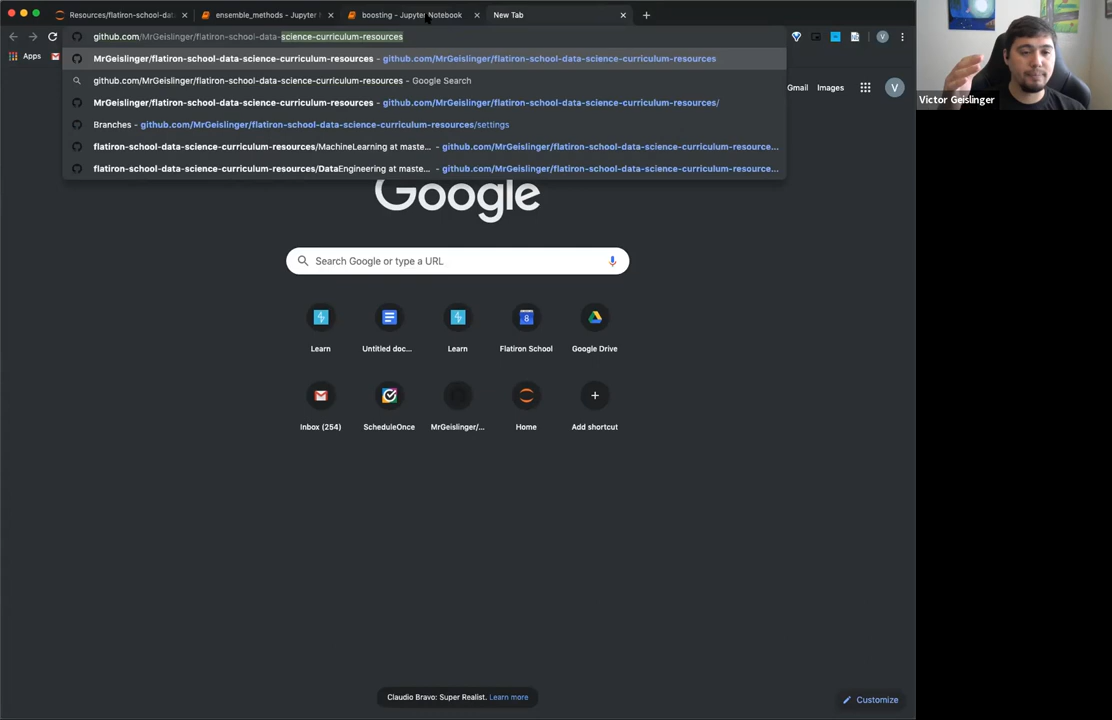 Resources/flatiron-school-dat
ensemble_methods - Jupyter
boosting - Jupyter Notebook
New Tab
github.com/MrGeislinger/flatiron-school-data-science-curriculum-resources
Apps
MrGeislinger/flatiron-school-data-science-curriculum-resources - github.com/MrGeislinger/flatiron-school-data-science-curriculum-resources
github.com/MrGeislinger/flatiron-school-data-science-curriculum-resources - Google Search
MrGeislinger/flatiron-school-data-science-curriculum-resources - github.com/MrGeislinger/flatiron-school-data-science-curriculum-resources/
Branches - github.com/MrGeislinger/flatiron-school-data-science-curriculum-resources/settings
flatiron-school-data-science-curriculum-resources/MachineLearning at maste... - github.com/MrGeislinger/flatiron-school-data-science-curriculum-resource...
flatiron-school-data-science-curriculum-resources/DataEngineering at maste... - github.com/MrGeislinger/flatiron-school-data-science-curriculum-resource...
Gmail Images
V
Victor Geislinger
Google
Search Google or type a URL
Learn
Untitled doc...
Learn
Flatiron School
Google Drive
Inbox (254)
ScheduleOnce
MrGeislinger/...
Home
Add shortcut
Claudio Bravo: Super Realist. Learn more
Customize